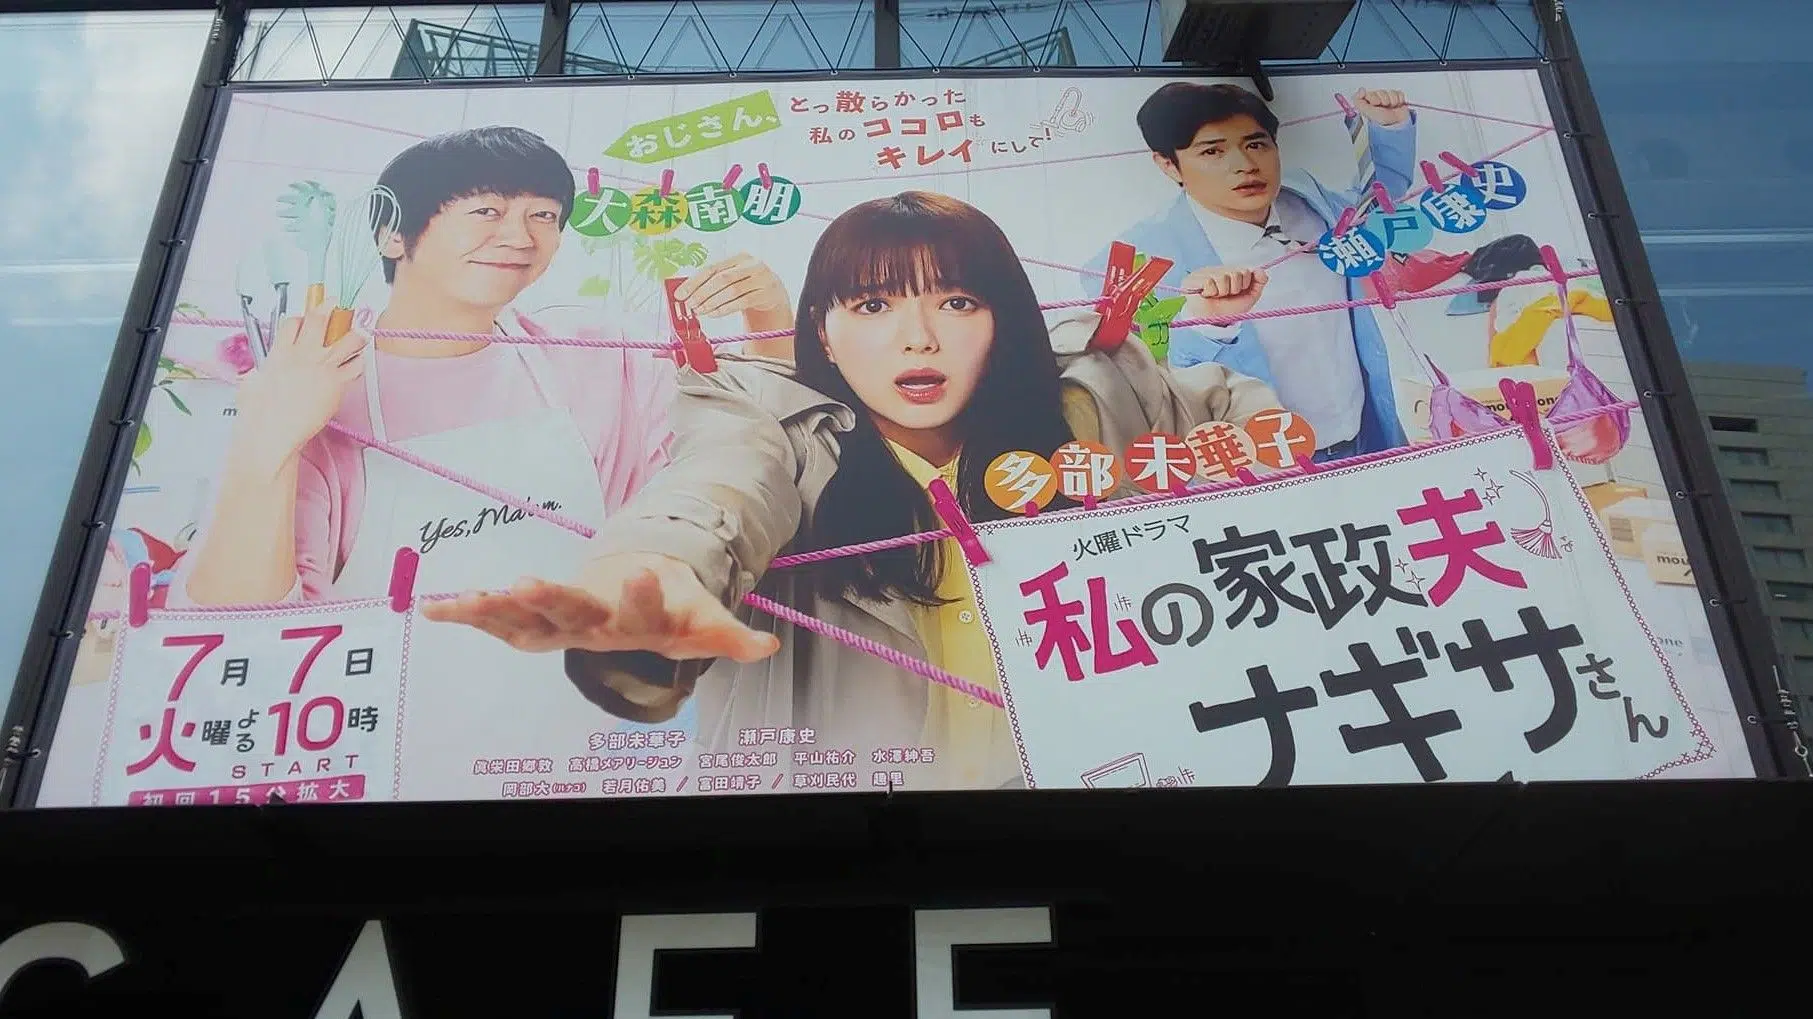 おじさん、
とっ散らかった
私のココロも
キレイにして!
大森南朋
瀬戸康史
多部未華子
Yes, Ma'am.
火曜ドラマ
私の家政夫
ナギサさん
7月7日
火曜よる10時
START
初回15分拡大
多部未華子 瀬戸康史
眞栄田郷敦 高橋メアリージュン 宮尾俊太郎 平山祐介 水澤紳吾
岡部大(ハナコ) 若月佑美 / 富田靖子 / 草刈民代 趣里
CAFE